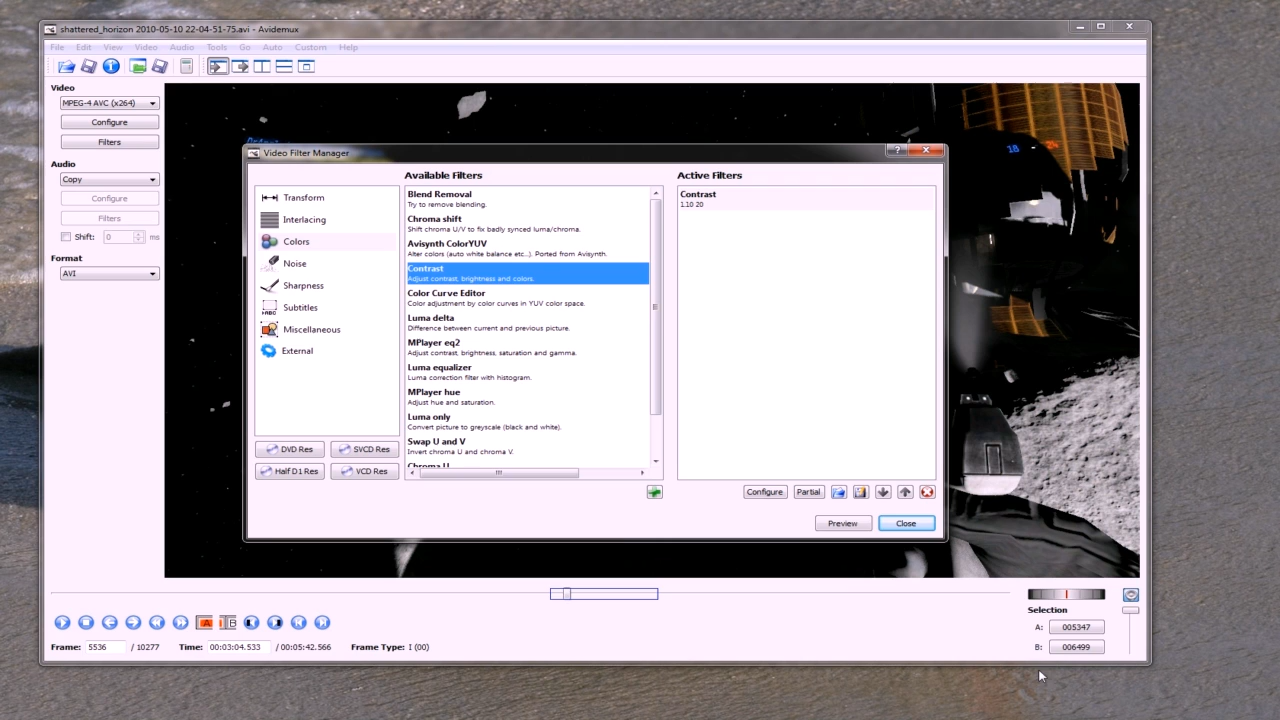 shattered_horizon 2010-05-10 22-04-51-75.avi - Avidemux
File Edit View Video Audio Tools Go Auto Custom Help
Video
MPEG-4 AVC (x264)
Configure
Filters
Audio
Copy
Configure
Filters
Shift: 0 ms
Format
AVI
18 - 24
Video Filter Manager
Available Filters
Active Filters
Transform
Interlacing
Colors
Noise
Sharpness
Subtitles
Miscellaneous
External
DVD Res
SVCD Res
Half D1 Res
VCD Res
Blend Removal
Try to remove blending.
Chroma shift
Shift chroma U/V to fix badly synced luma/chroma.
Avisynth ColorYUV
Alter colors (auto white balance etc...). Ported from Avisynth.
Contrast
Adjust contrast, brightness and colors.
Color Curve Editor
Color adjustment by color curves in YUV color space.
Luma delta
Difference between current and previous picture.
MPlayer eq2
Adjust contrast, brightness, saturation and gamma.
Luma equalizer
Luma correction filter with histogram.
MPlayer hue
Adjust hue and saturation.
Luma only
Convert picture to greyscale (black and white).
Swap U and V
Invert chroma U and chroma V.
Chroma U
Contrast
1.10 20
Configure
Partial
Preview
Close
A
B
Selection
A: 005347
B: 006499
Frame: 5536 / 10277 Time: 00:03:04.533 / 00:05:42.566 Frame Type: I (00)